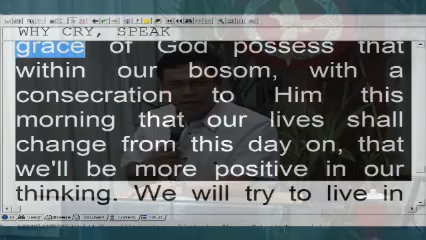 WHY CRY, SPEAK
grace of God possess that
within our bosom, with a
consecration to Him this
morning that our lives shall
change from this day on, that
we'll be more positive in our
thinking. We will try to live in